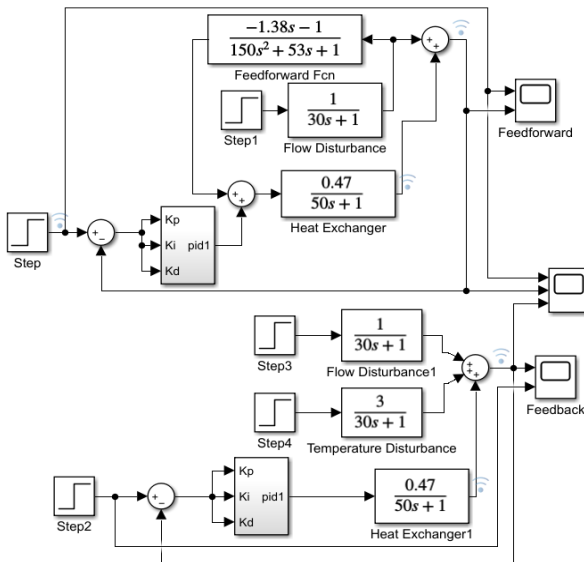 -1.38s - 1
150s² + 53s + 1
Feedforward Fcn
+
+
1
30s + 1
Step1
Flow Disturbance
Feedforward
+
+
0.47
50s + 1
Heat Exchanger
Kp
Ki
pid1
Kd
+
−
Step
1
30s + 1
Step3
Flow Disturbance1
+
+
+
3
30s + 1
Step4
Temperature Disturbance
Feedback
Kp
Ki
pid1
Kd
+
−
Step2
0.47
50s + 1
Heat Exchanger1